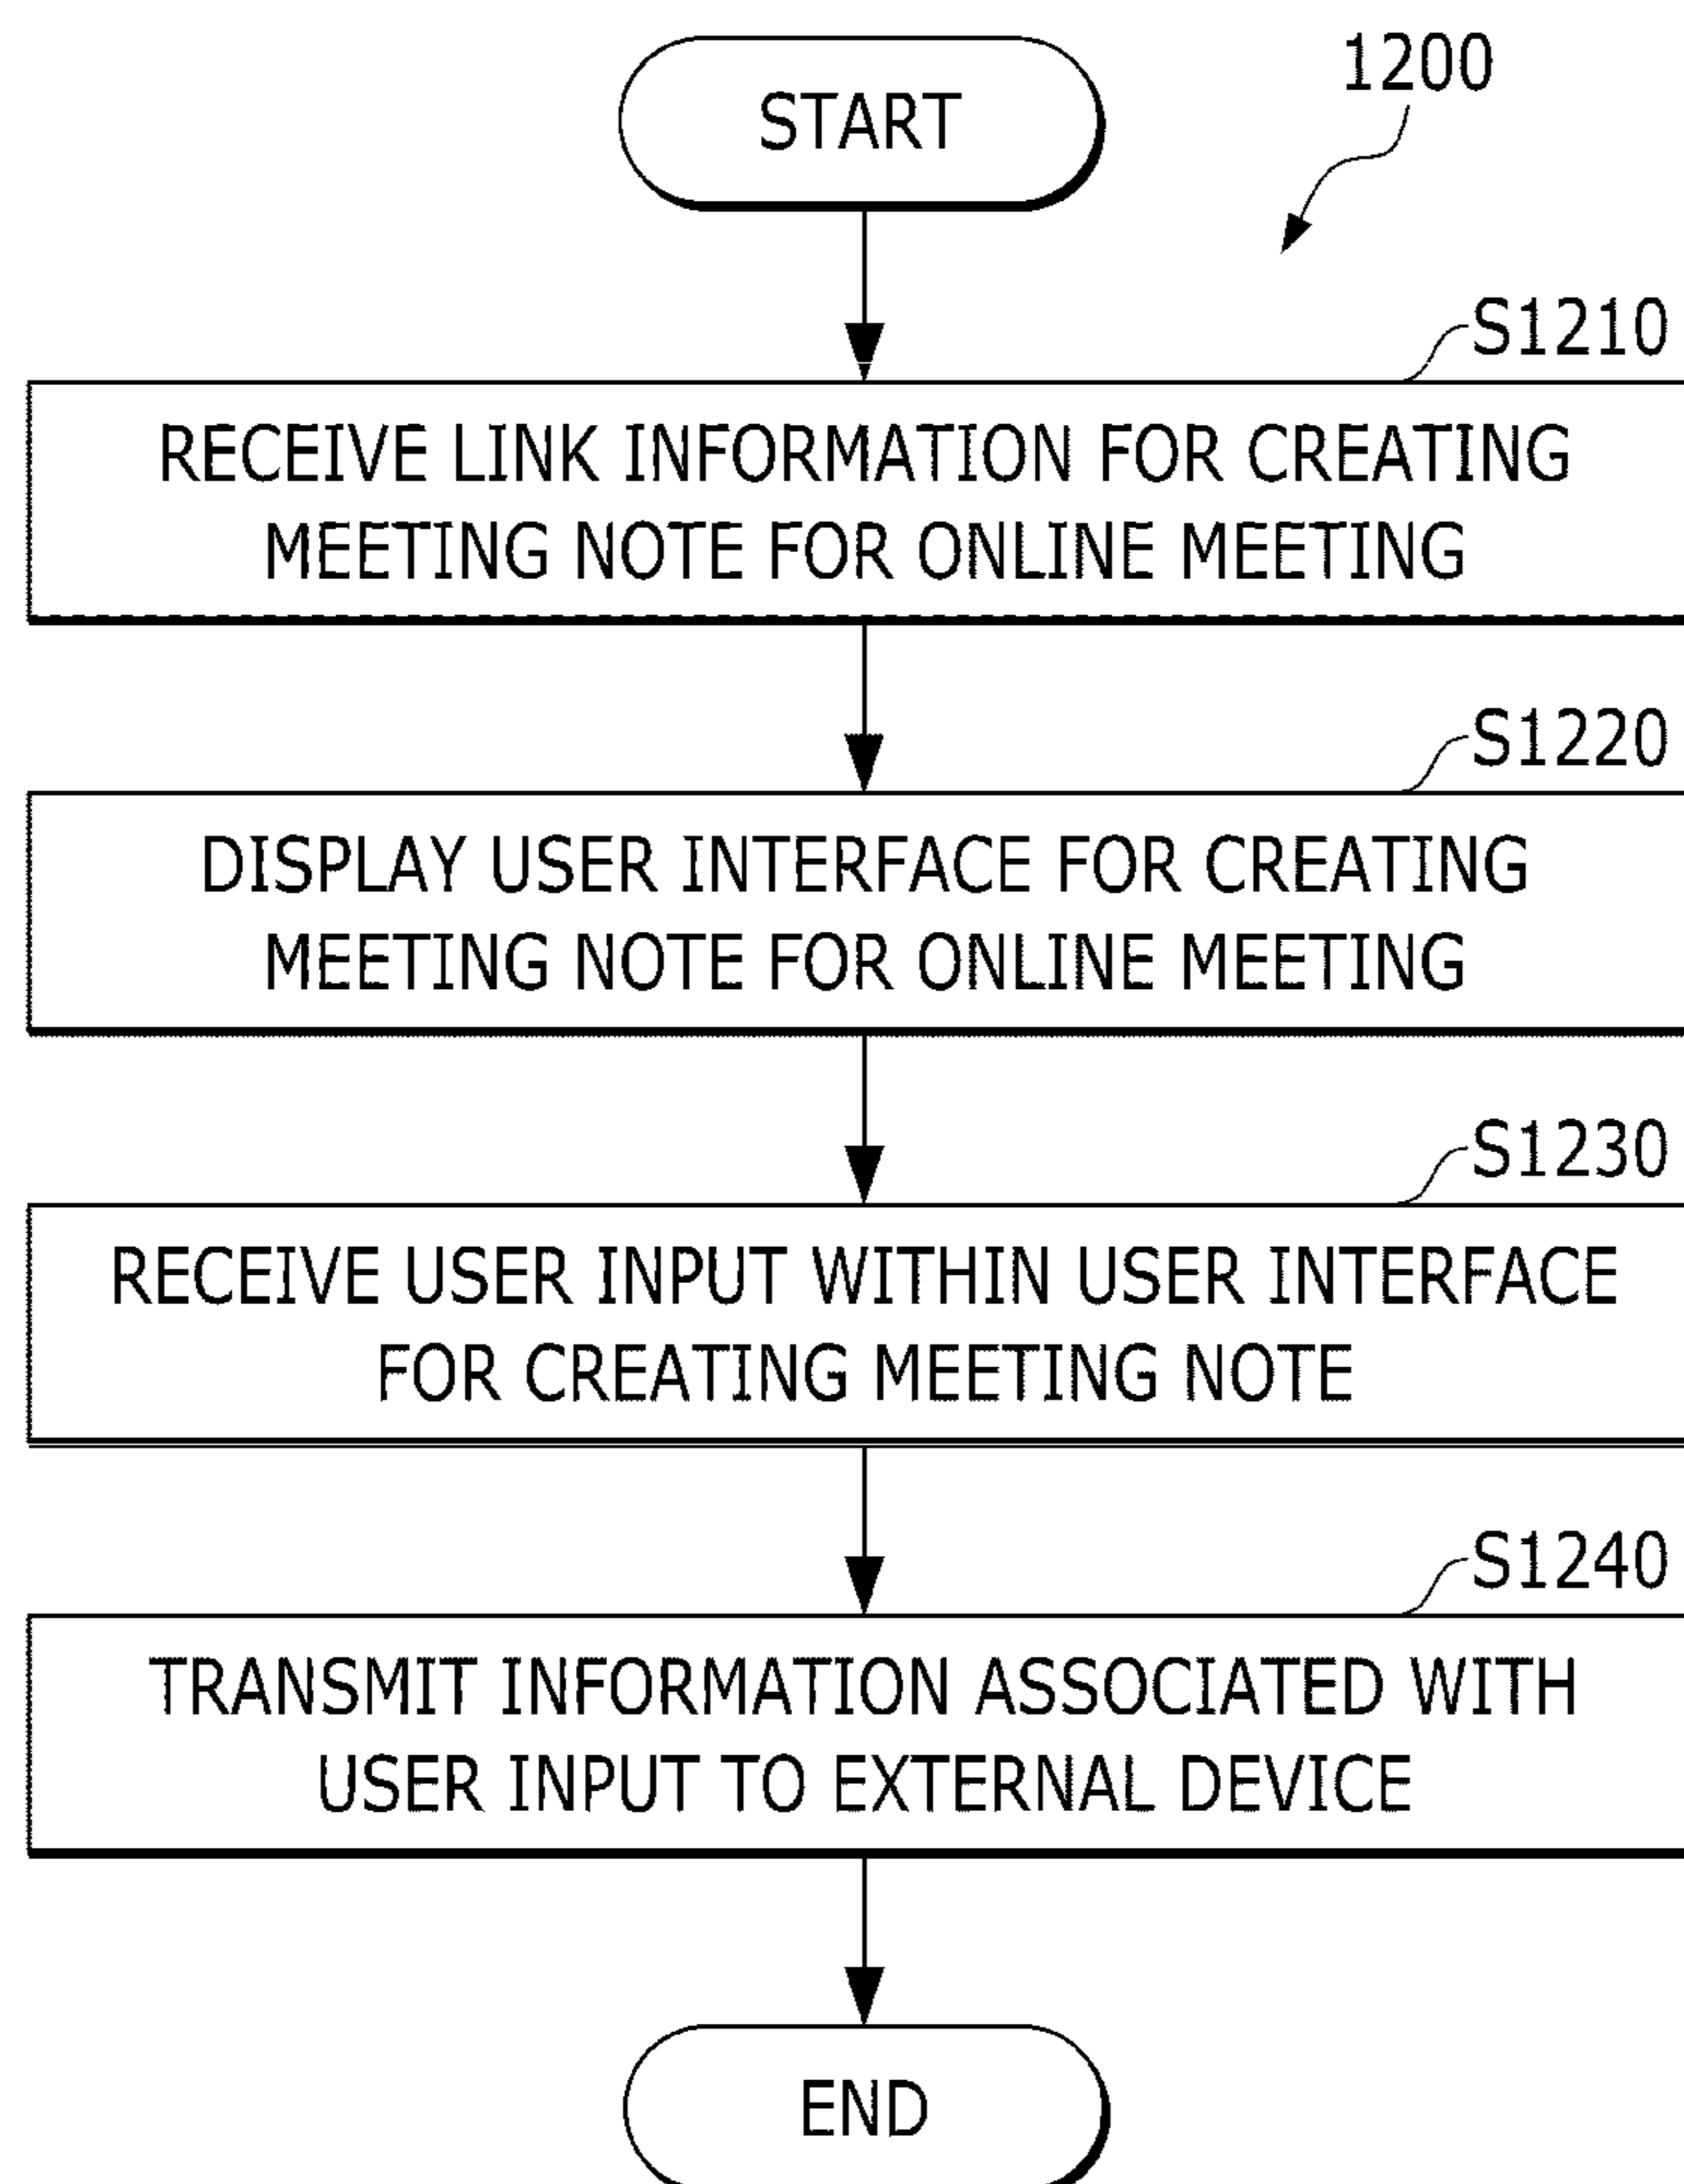 START
1200
S1210
RECEIVE LINK INFORMATION FOR CREATING
MEETING NOTE FOR ONLINE MEETING
S1220
DISPLAY USER INTERFACE FOR CREATING
MEETING NOTE FOR ONLINE MEETING
S1230
RECEIVE USER INPUT WITHIN USER INTERFACE
FOR CREATING MEETING NOTE
S1240
TRANSMIT INFORMATION ASSOCIATED WITH
USER INPUT TO EXTERNAL DEVICE
END